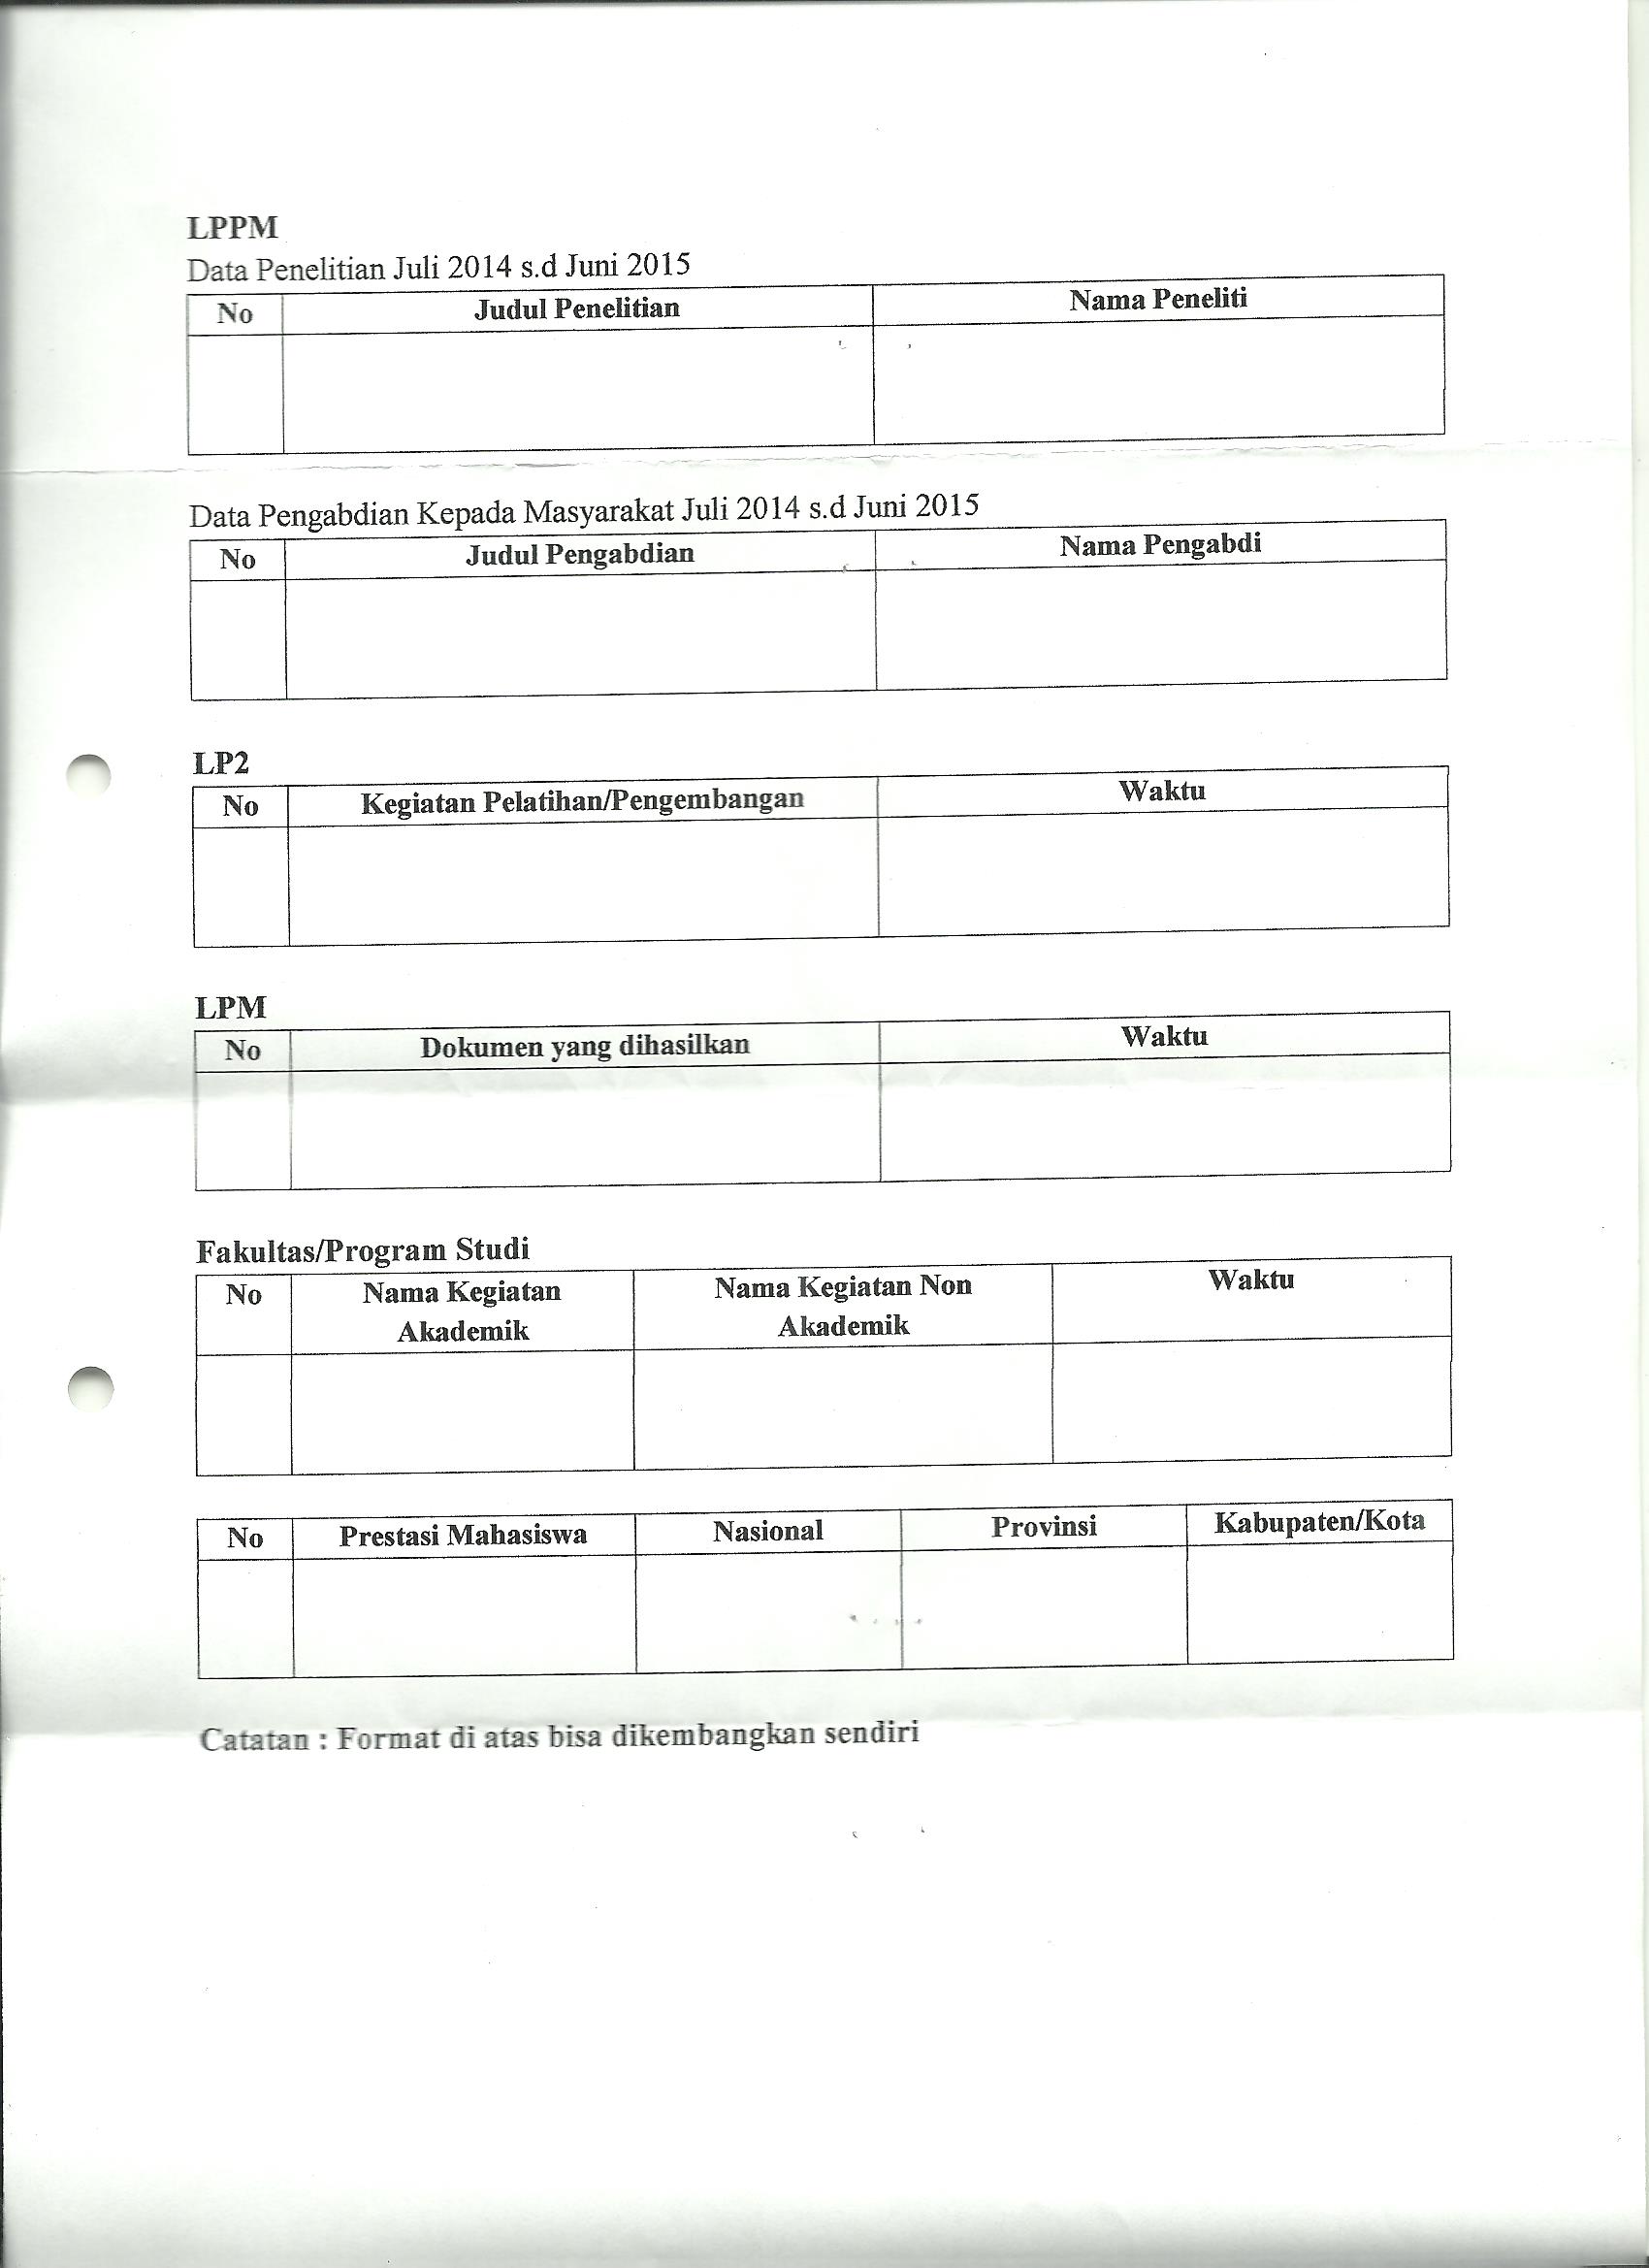 LPPM
Data Penelitian Juli 2014 s.d Juni 2015
No Judul Penelitian Nama Peneliti
Data Pengabdian Kepada Masyarakat Juli 2014 s.d Juni 2015
No Judul Pengabdian Nama Pengabdi
LP2
No Kegiatan Pelatihan/Pengembangan Waktu
LPM
No Dokumen yang dihasilkan Waktu
Fakultas/Program Studi
No Nama Kegiatan Akademik Nama Kegiatan Non Akademik Waktu
No Prestasi Mahasiswa Nasional Provinsi Kabupaten/Kota
Catatan : Format di atas bisa dikembangkan sendiri